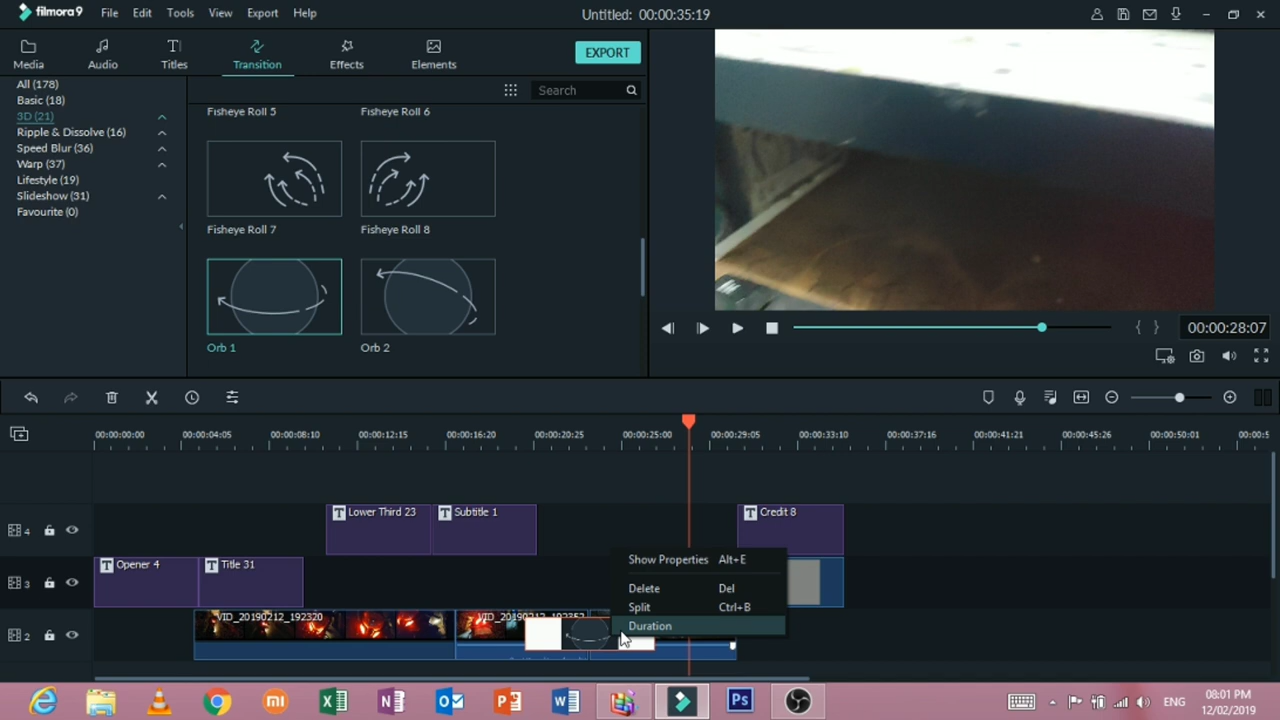 filmora9 File Edit Tools View Export Help Untitled: 00:00:35:19
Media Audio Titles Transition Effects Elements EXPORT
All (178)
Basic (18)
3D (21)
Ripple & Dissolve (16)
Speed Blur (36)
Warp (37)
Lifestyle (19)
Slideshow (31)
Favourite (0)
Search
Fisheye Roll 5 Fisheye Roll 6
Fisheye Roll 7 Fisheye Roll 8
Orb 1 Orb 2
00:00:28:07
00:00:00:00 00:00:04:05 00:00:08:10 00:00:12:15 00:00:16:20 00:00:20:25 00:00:25:00 00:00:29:05 00:00:33:10 00:00:37:16 00:00:41:21 00:00:45:26 00:00:50:01
4 T Lower Third 23 T Subtitle 1 T Credit 8
3 T Opener 4 T Title 31
2 VID_20190212_192320
Show Properties Alt+E
Delete Del
Split Ctrl+B
Duration
ENG 08:01 PM
12/02/2019